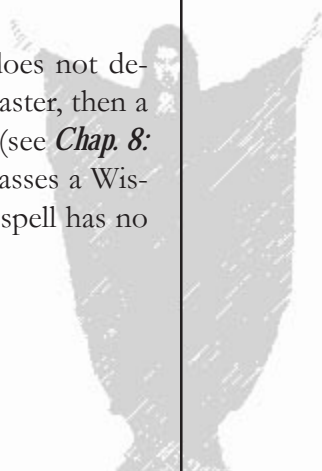 does not de-
aster, then a
(see Chap. 8:
asses a Wis-
spell has no